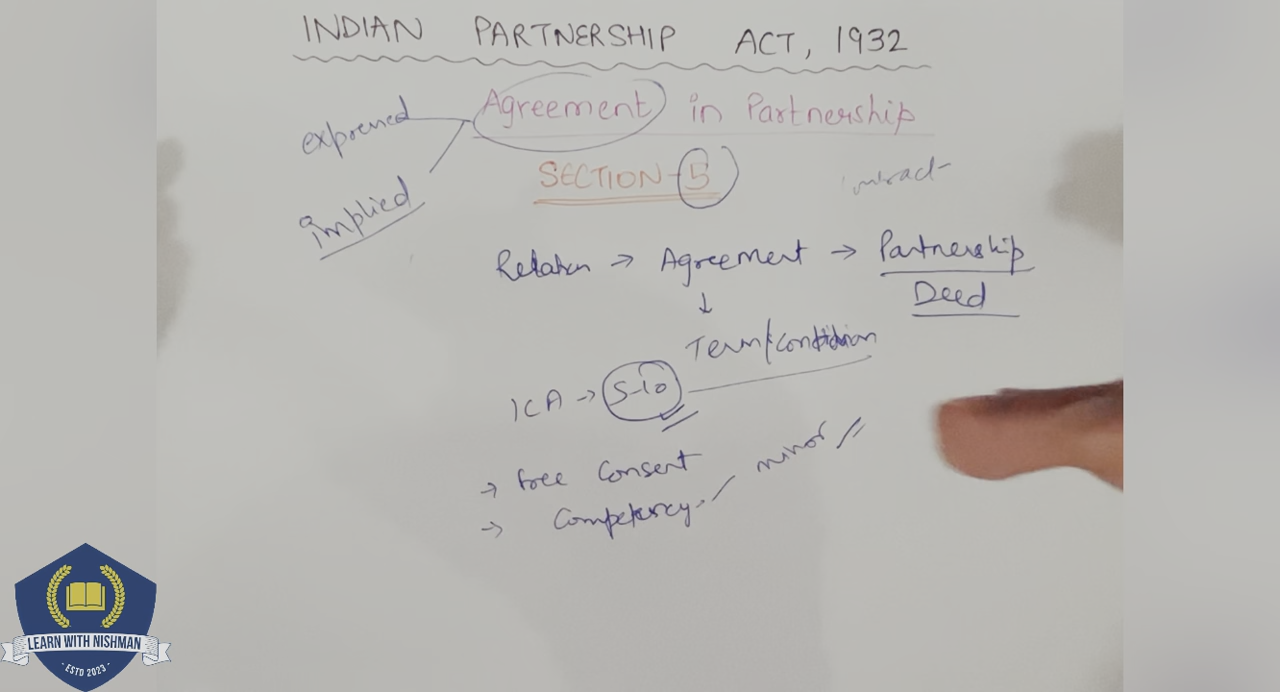 INDIAN PARTNERSHIP ACT, 1932
Agreement in Partnership
expressed
SECTION-5
implied
Relation → Agreement → Partnership
Deed
↓
Term/Condition
ICA → S-10
→ free Consent
→ Competency. minor
LEARN WITH NISHMAN
- ESTD 2023 -